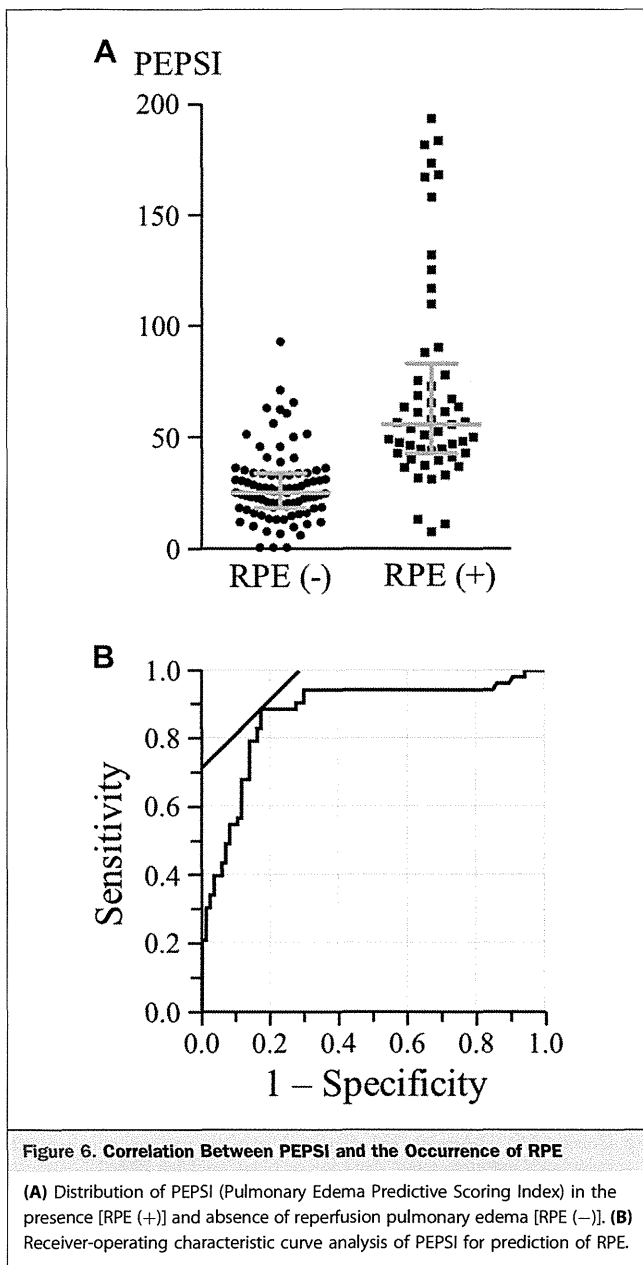 A PEPSI
200
150
100
50
0
RPE (-)
RPE (+)
B
1.0
0.8
0.6
0.4
0.2
0.0
Sensitivity
0.0 0.2 0.4 0.6 0.8 1.0
1 – Specificity
Figure 6. Correlation Between PEPSI and the Occurrence of RPE
(A) Distribution of PEPSI (Pulmonary Edema Predictive Scoring Index) in the
presence [RPE (+)] and absence of reperfusion pulmonary edema [RPE (−)]. (B)
Receiver-operating characteristic curve analysis of PEPSI for prediction of RPE.